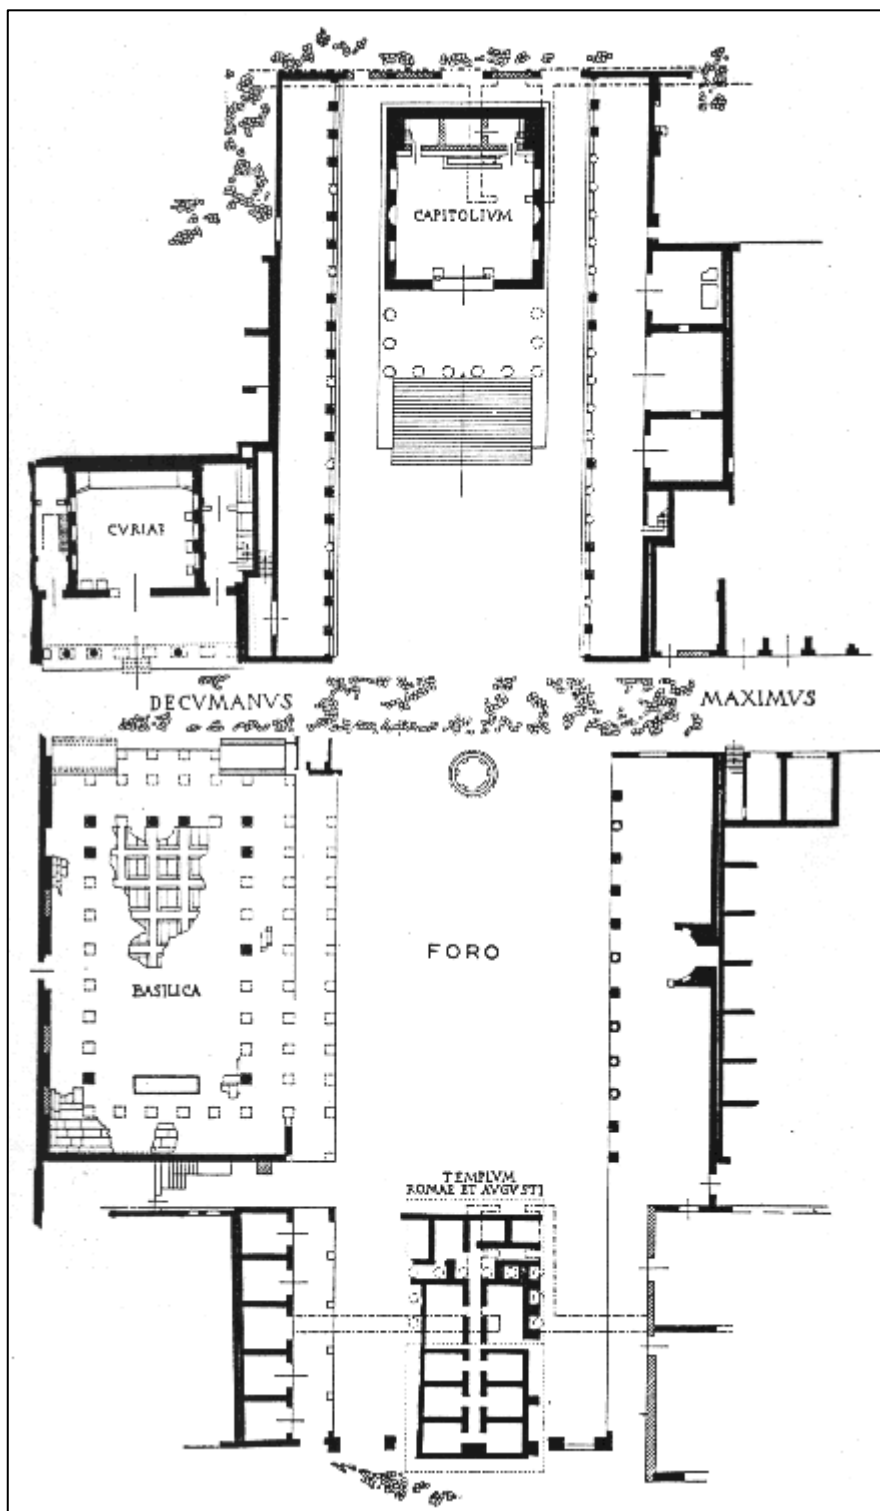 CAPITOLIVM
CVRIAE
DECVMANVS MAXIMVS
FORO
BASILICA
TEMPLVM
ROMAE ET AVGVSTI